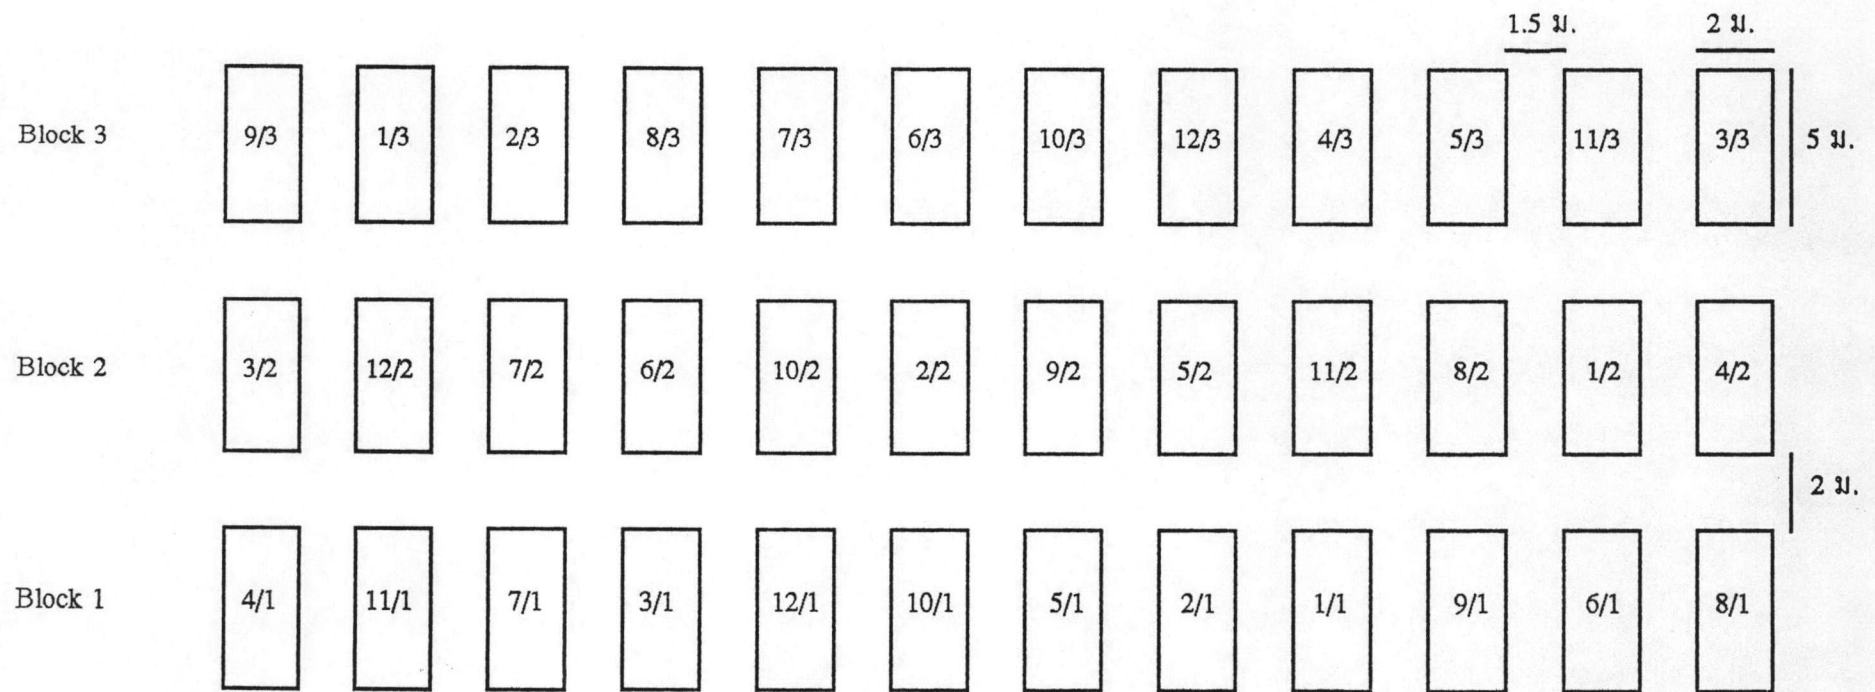 1.5 ม. 2 ม.
Block 3 9/3 1/3 2/3 8/3 7/3 6/3 10/3 12/3 4/3 5/3 11/3 3/3 5 ม.
Block 2 3/2 12/2 7/2 6/2 10/2 2/2 9/2 5/2 11/2 8/2 1/2 4/2
2 ม.
Block 1 4/1 11/1 7/1 3/1 12/1 10/1 5/1 2/1 1/1 9/1 6/1 8/1